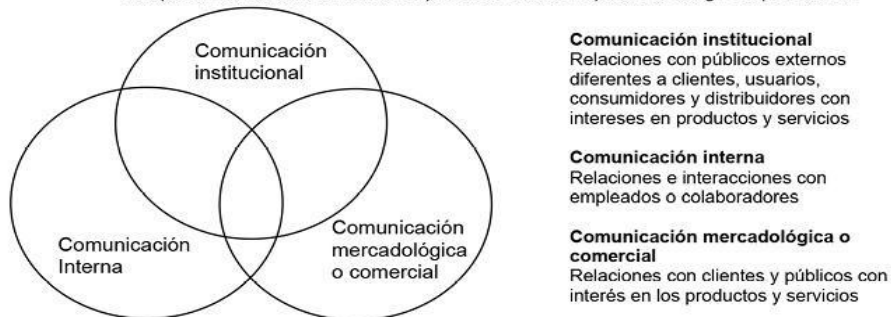 Comunicación
institucional
Comunicación
Interna
Comunicación
mercadológica
o comercial
Comunicación institucional
Relaciones con públicos externos
diferentes a clientes, usuarios,
consumidores y distribuidores con
intereses en productos y servicios
Comunicación interna
Relaciones e interacciones con
empleados o colaboradores
Comunicación mercadológica o
comercial
Relaciones con clientes y públicos con
interés en los productos y servicios